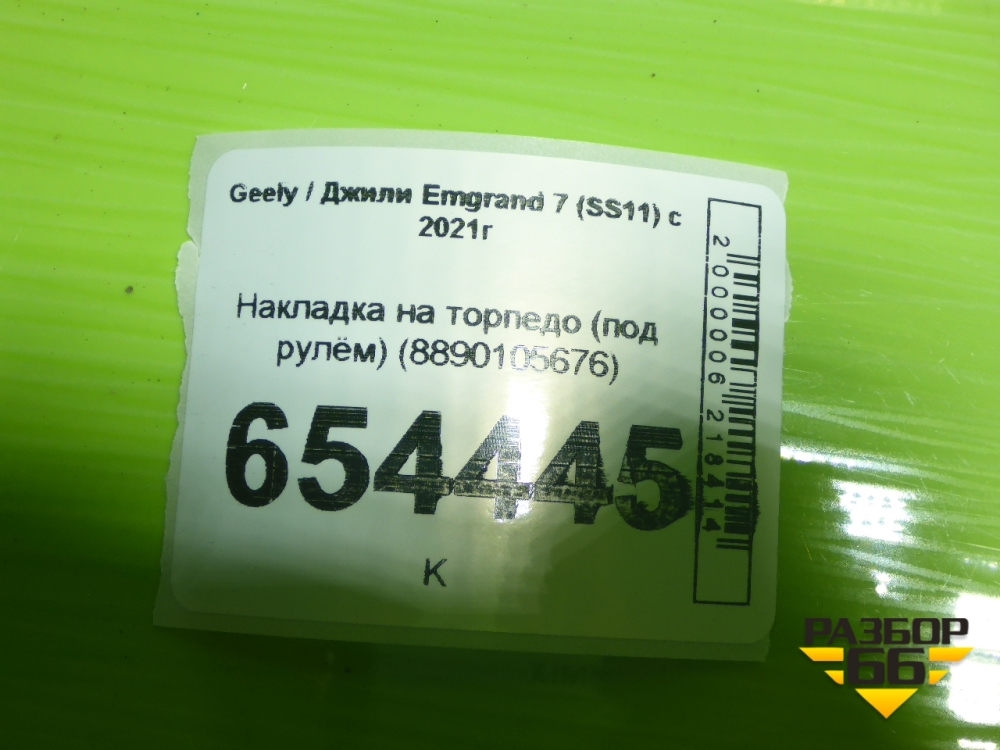 Geely / Джили Emgrand 7 (SS11) с
2021г
Накладка на торпедо (под
рулём) (8890105676)
654445
К
2000006218414
РАЗБОР
66